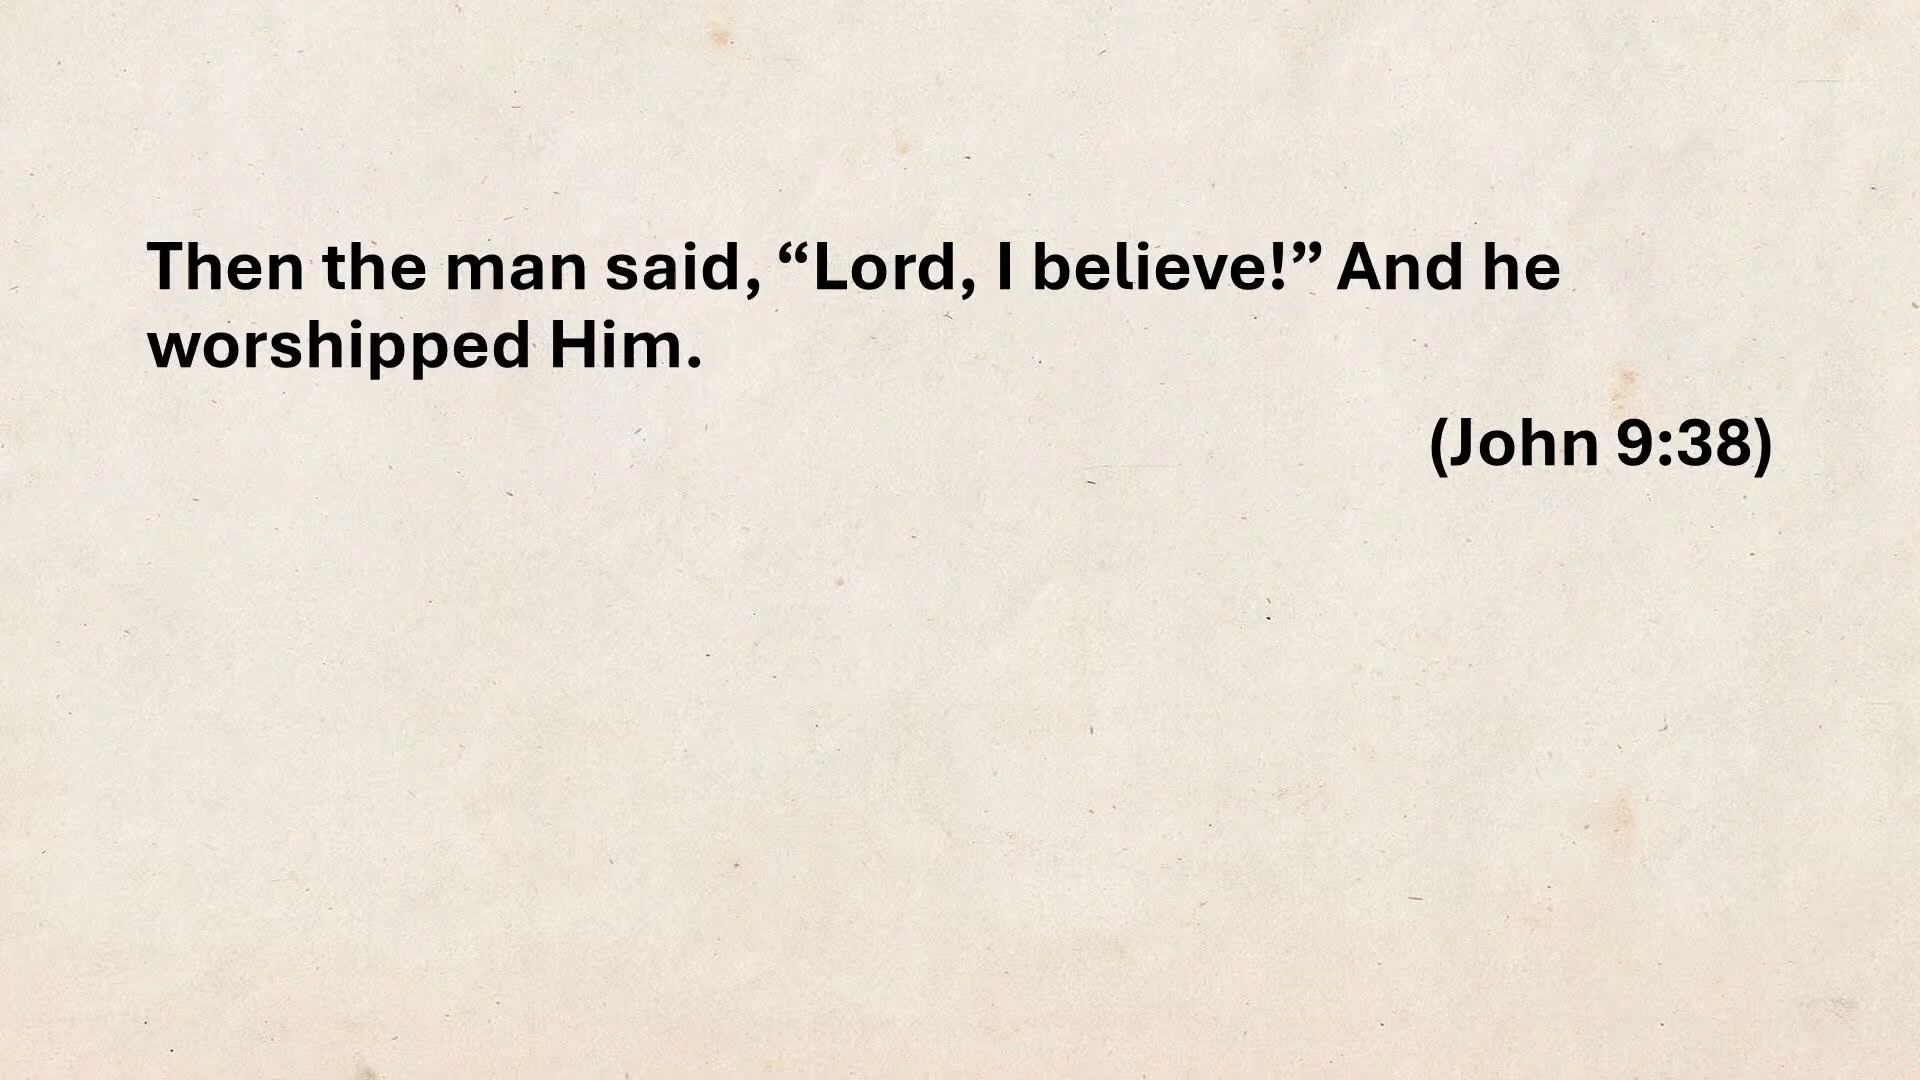 Then the man said, “Lord, I believe!” And he
worshipped Him.
(John 9:38)